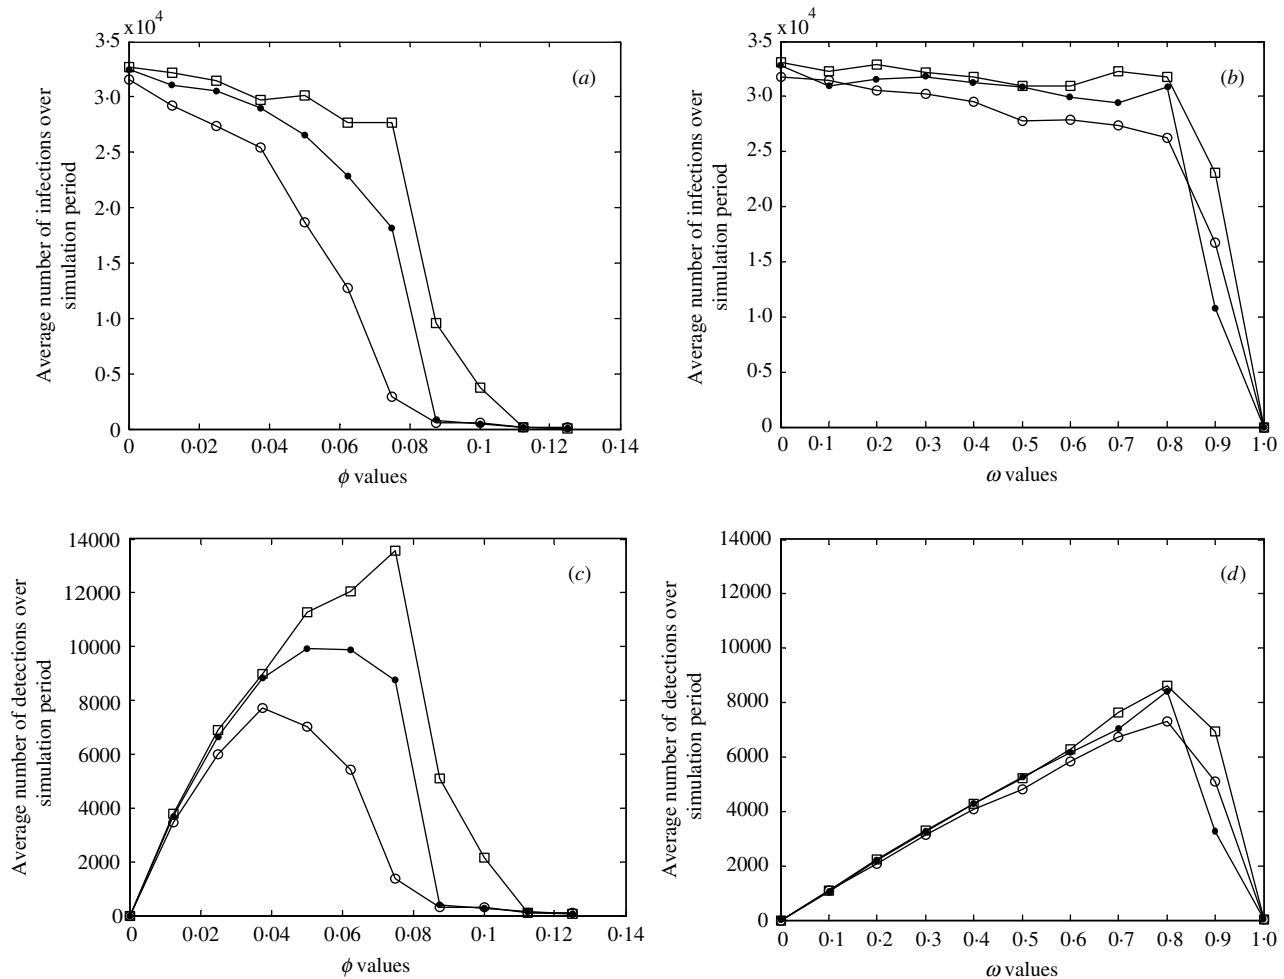 x10⁴
3·5
3·0
2·5
2·0
1·5
1·0
0·5
0
(a)
Average number of infections over
simulation period
0 0·02 0·04 0·06 0·08 0·1 0·12 0·14
ϕ values
x10⁴
3·5
3·0
2·5
2·0
1·5
1·0
0·5
0
(b)
Average number of infections over
simulation period
0 0·1 0·2 0·3 0·4 0·5 0·6 0·7 0·8 0·9 1·0
ω values
14000
12000
10000
8000
6000
4000
2000
0
(c)
Average number of detections over
simulation period
0 0·02 0·04 0·06 0·08 0·1 0·12 0·14
ϕ values
14000
12000
10000
8000
6000
4000
2000
0
(d)
Average number of detections over
simulation period
0 0·1 0·2 0·3 0·4 0·5 0·6 0·7 0·8 0·9 1·0
ω values